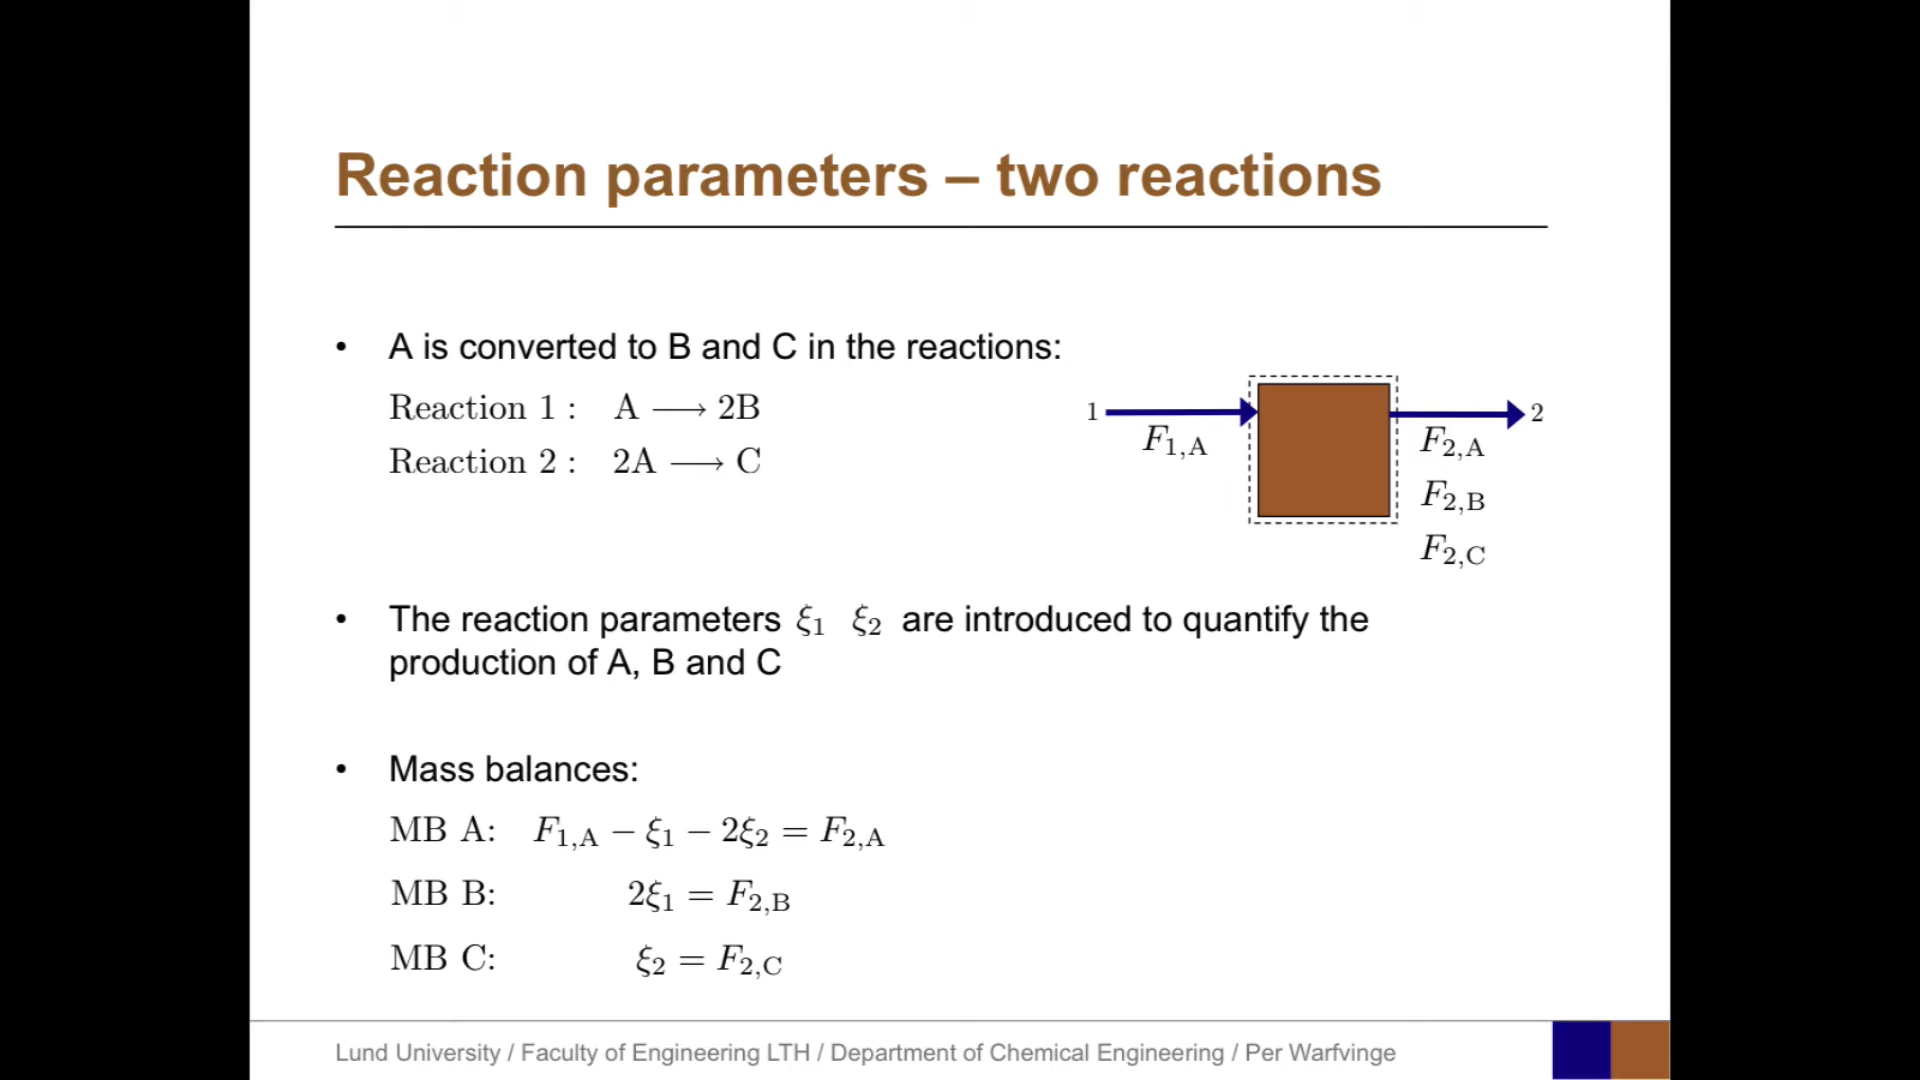 Reaction parameters – two reactions
• A is converted to B and C in the reactions:
Reaction 1 : A ⟶ 2B
Reaction 2 : 2A ⟶ C
1
F₁,A
2
F₂,A
F₂,B
F₂,C
• The reaction parameters ξ₁ ξ₂ are introduced to quantify the
production of A, B and C
• Mass balances:
MB A: F₁,A − ξ₁ − 2ξ₂ = F₂,A
MB B: 2ξ₁ = F₂,B
MB C: ξ₂ = F₂,C
Lund University / Faculty of Engineering LTH / Department of Chemical Engineering / Per Warfvinge